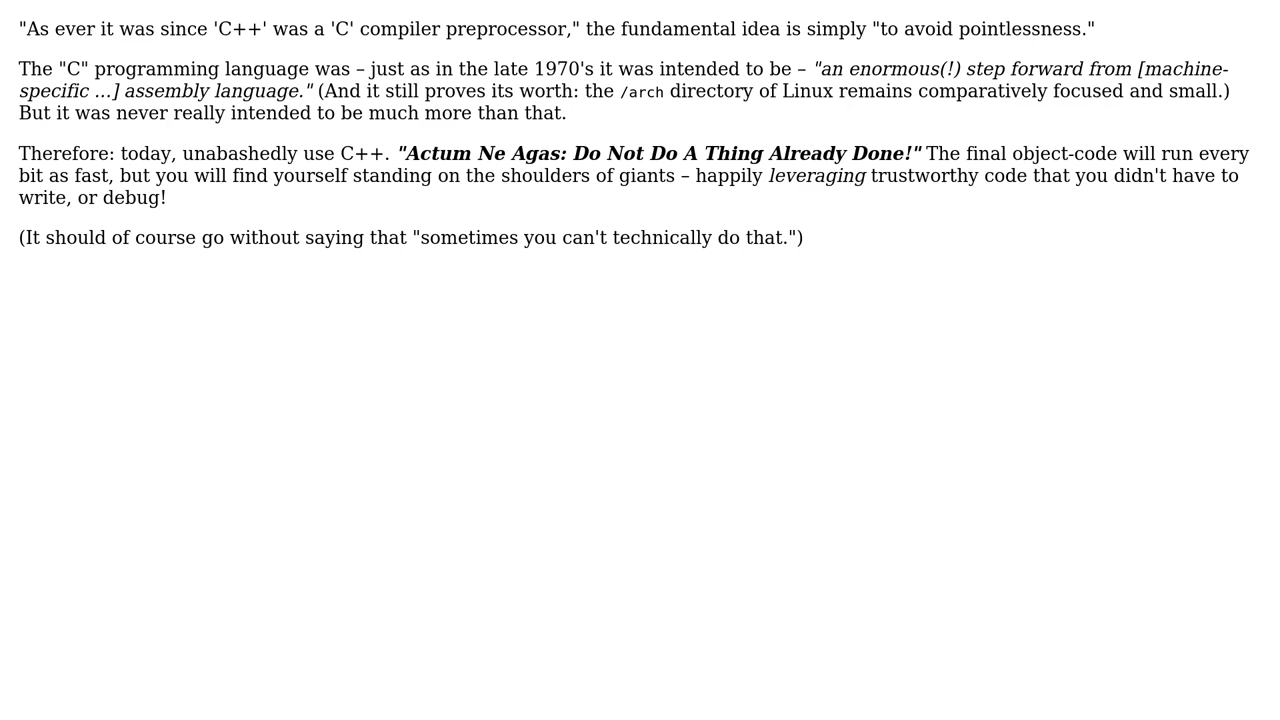 "As ever it was since 'C++' was a 'C' compiler preprocessor," the fundamental idea is simply "to avoid pointlessness."
The "C" programming language was – just as in the late 1970's it was intended to be – "an enormous(!) step forward from [machine-
specific ...] assembly language." (And it still proves its worth: the /arch directory of Linux remains comparatively focused and small.)
But it was never really intended to be much more than that.
Therefore: today, unabashedly use C++. "Actum Ne Agas: Do Not Do A Thing Already Done!" The final object-code will run every
bit as fast, but you will find yourself standing on the shoulders of giants – happily leveraging trustworthy code that you didn't have to
write, or debug!
(It should of course go without saying that "sometimes you can't technically do that.")